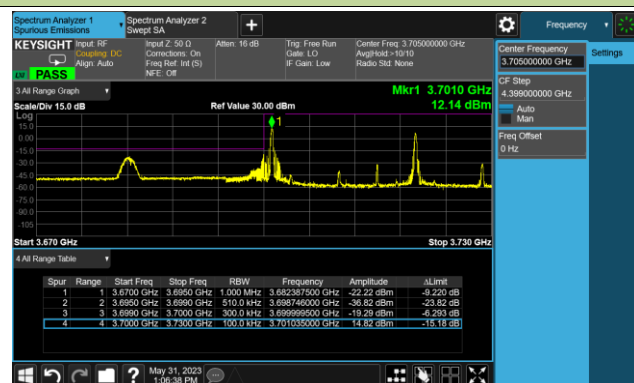 Spectrum Analyzer 1
Spurious Emissions
Spectrum Analyzer 2
Swept SA
Frequency
KEYSIGHT
Input: RF
Coupling: DC
Align: Auto
Input Z: 50 Ω
Corrections: On
Freq Ref: Int (S)
NFE: Off
Atten: 16 dB
Trig: Free Run
Gate: LO
IF Gain: Low
Center Freq: 3.705000000 GHz
Avg|Hold:>10/10
Radio Std: None
PASS
Center Frequency
3.705000000 GHz
Settings
CF Step
4.399000000 GHz
Auto
Man
Freq Offset
0 Hz
3 All Range Graph
Mkr1 3.7010 GHz
12.14 dBm
Scale/Div 15.0 dB
Ref Value 30.00 dBm
Log
15.0
0.00
-15.0
-30.0
-45.0
-60.0
-75.0
-90.0
-105
1
Start 3.670 GHz
Stop 3.730 GHz
4 All Range Table
Spur Range Start Freq Stop Freq RBW Frequency Amplitude ΔLimit
1 1 3.6700 GHz 3.6950 GHz 1.000 MHz 3.682387500 GHz -22.22 dBm -9.220 dB
2 2 3.6950 GHz 3.6990 GHz 510.0 kHz 3.698746000 GHz -36.82 dBm -23.82 dB
3 3 3.6990 GHz 3.7000 GHz 300.0 kHz 3.699999500 GHz -19.29 dBm -6.293 dB
4 4 3.7000 GHz 3.7300 GHz 100.0 kHz 3.701035000 GHz 14.82 dBm -15.18 dB
May 31, 2023
1:06:38 PM